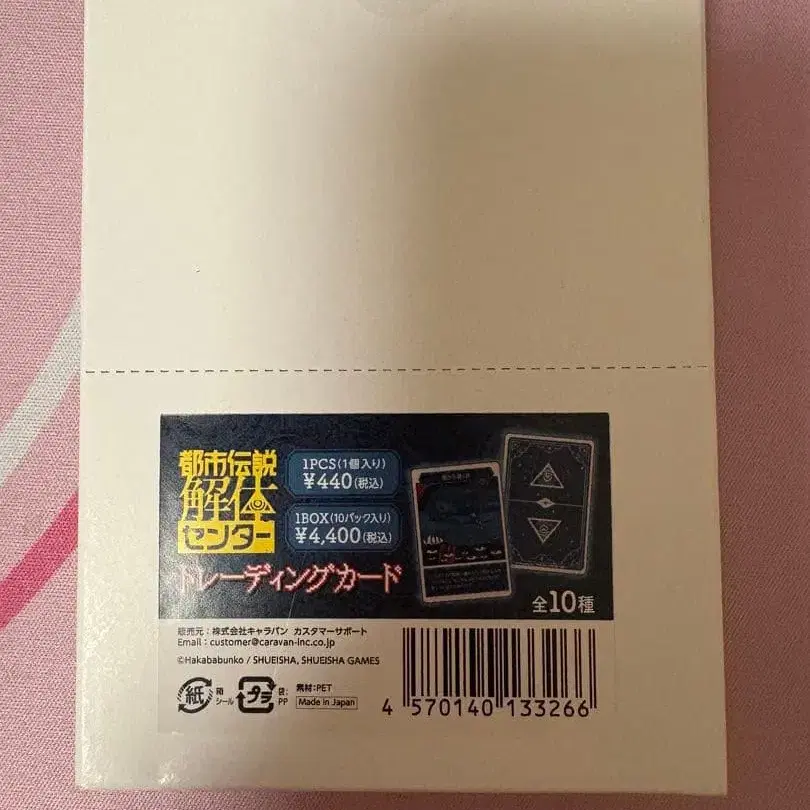 都市伝説
解体
センター
1PCS(1個入り)
¥440(税込)
1BOX(10パック入り)
¥4,400(税込)
トレーディングカード
全10種
販売元：株式会社キャラバン カスタマーサポート
Email : customer@caravan-inc.co.jp
©Hakababunko / SHUEISHA, SHUEISHA GAMES
紙
箱
シール
プラ
袋:
PP
素材:PET
Made in Japan
4 570140 133266